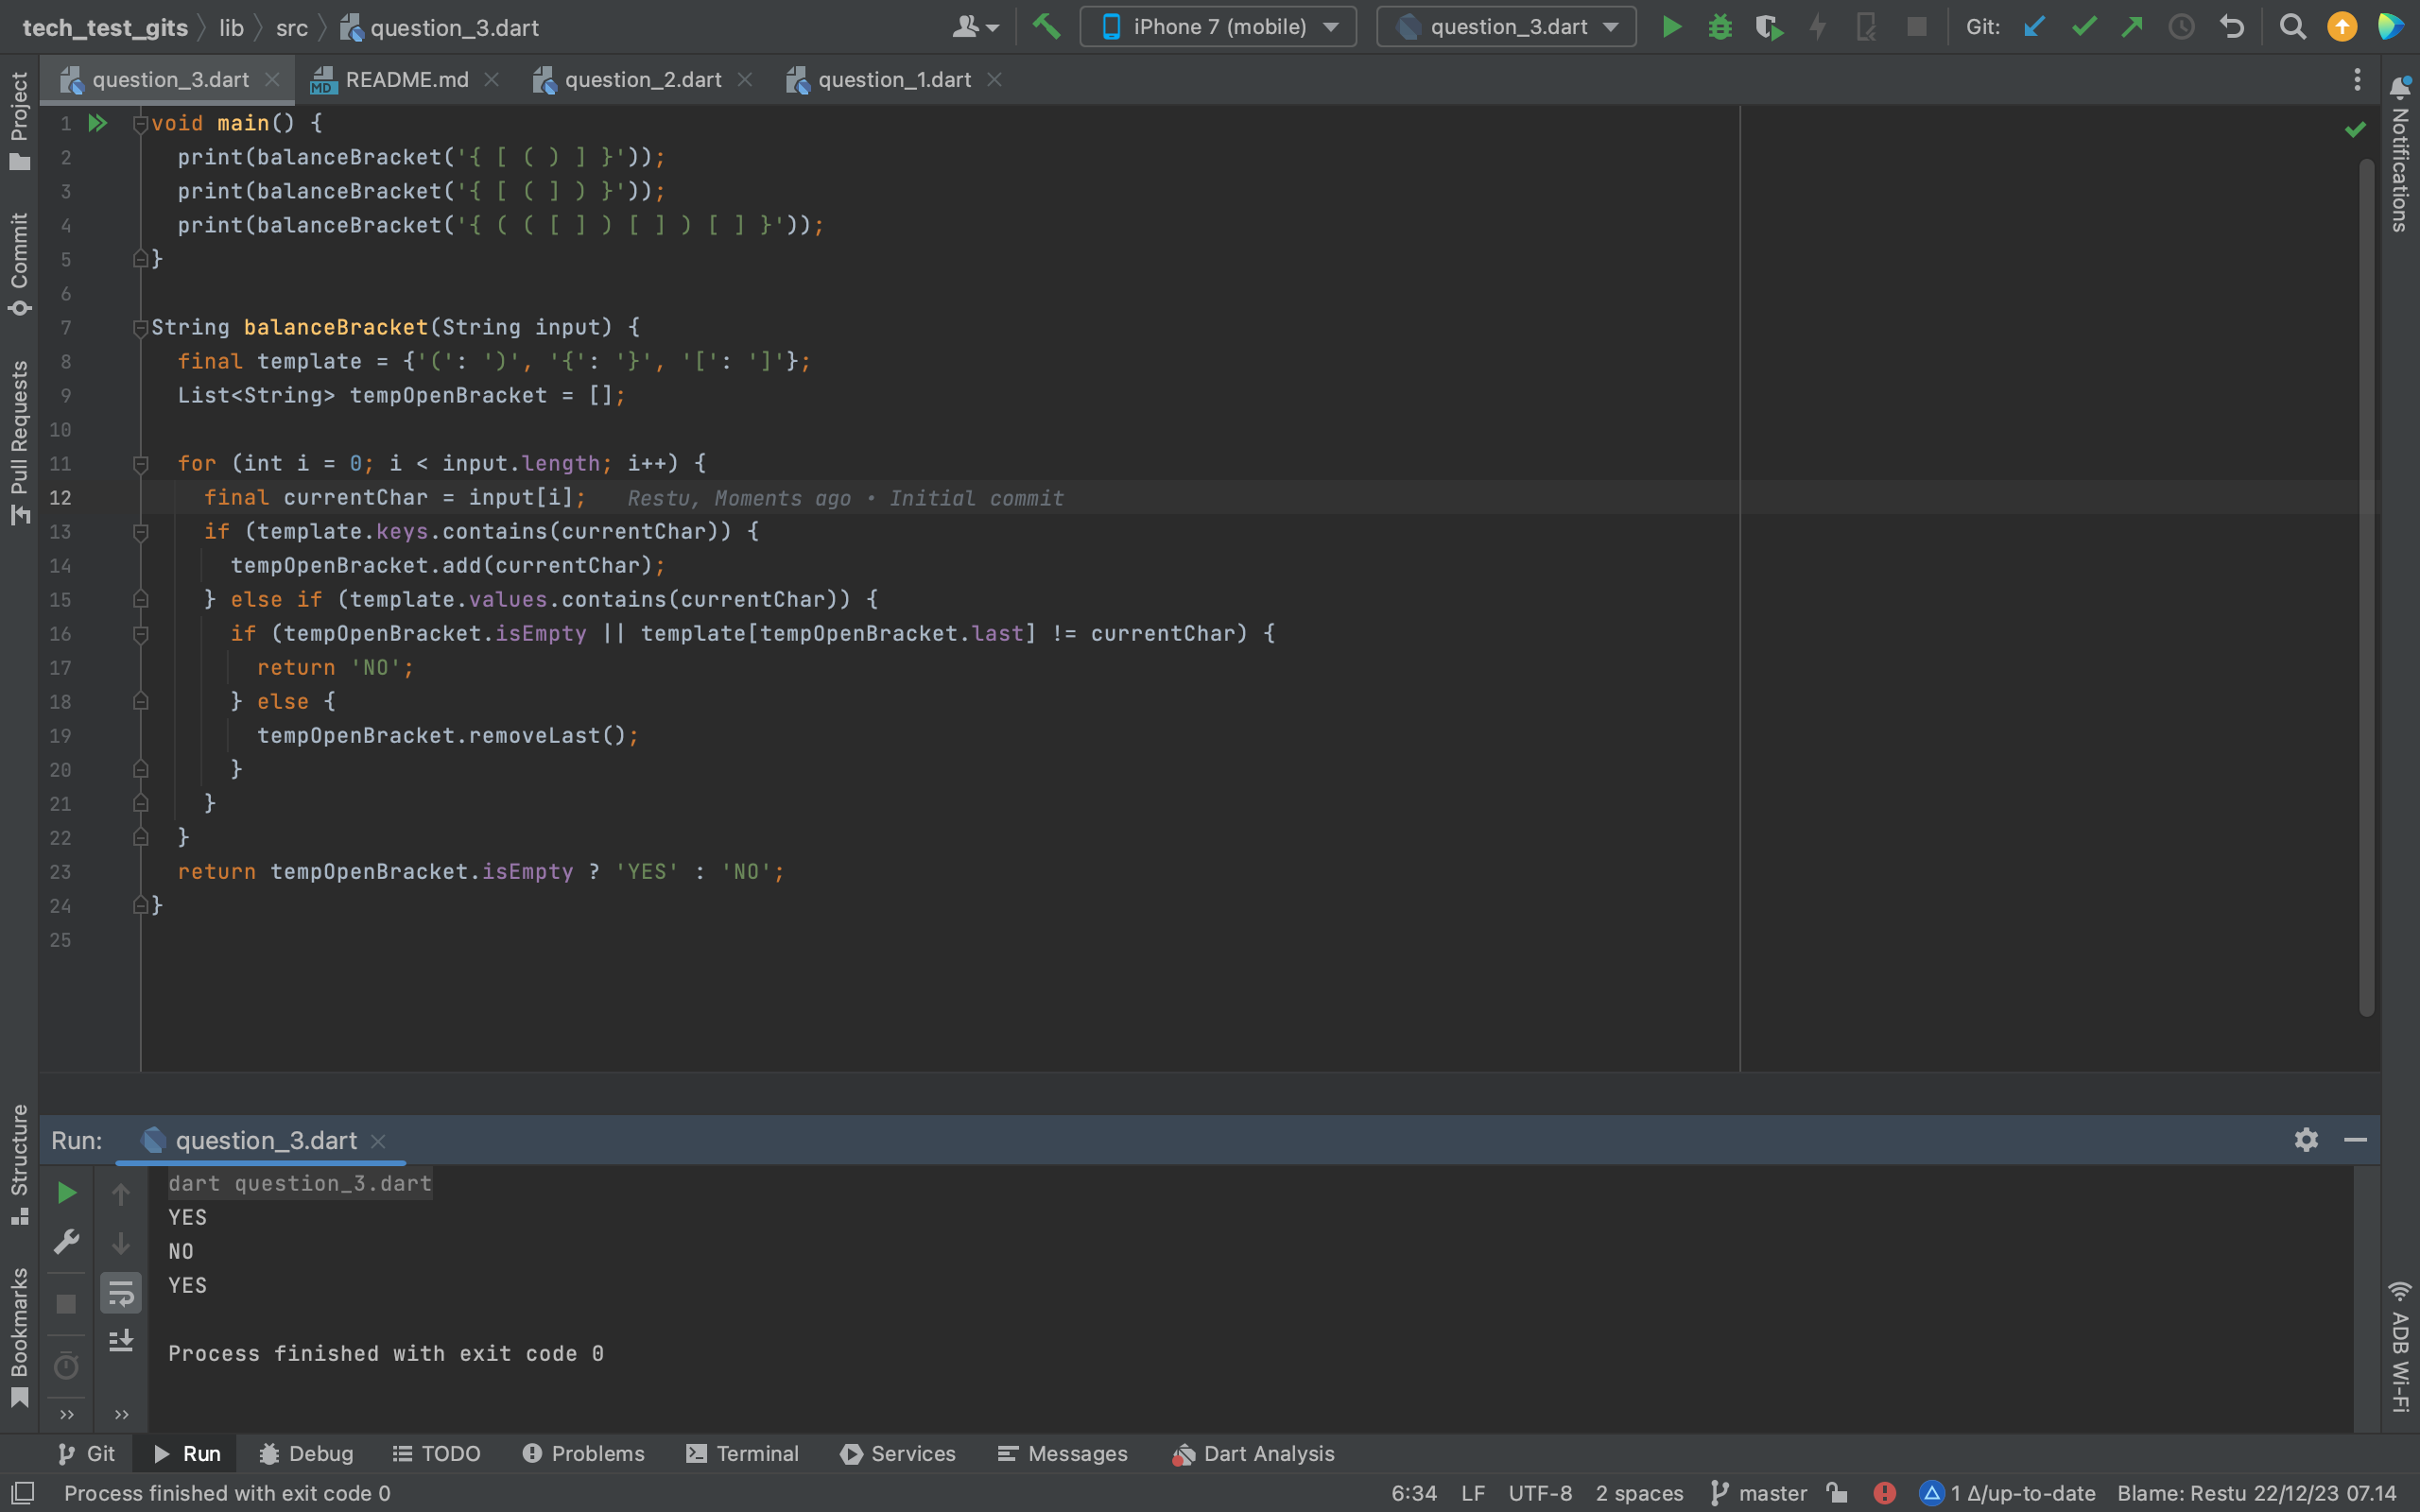 tech_test_gits lib src question_3.dart iPhone 7 (mobile) question_3.dart Git:
question_3.dart README.md question_2.dart question_1.dart
Project
Commit
Pull Requests
Structure
Bookmarks
Notifications
ADB Wi-Fi
1 void main() {
2   print(balanceBracket('{ [ ( ) ] }'));
3   print(balanceBracket('{ [ ( ] ) }'));
4   print(balanceBracket('{ ( ( [ ] ) [ ] ) [ ] }'));
5 }
6
7 String balanceBracket(String input) {
8   final template = {'(': ')', '{': '}', '[': ']'};
9   List<String> tempOpenBracket = [];
10
11   for (int i = 0; i < input.length; i++) {
12     final currentChar = input[i]; Restu, Moments ago • Initial commit
13     if (template.keys.contains(currentChar)) {
14       tempOpenBracket.add(currentChar);
15     } else if (template.values.contains(currentChar)) {
16       if (tempOpenBracket.isEmpty || template[tempOpenBracket.last] != currentChar) {
17         return 'NO';
18       } else {
19         tempOpenBracket.removeLast();
20       }
21     }
22   }
23   return tempOpenBracket.isEmpty ? 'YES' : 'NO';
24 }
25
Run: question_3.dart
dart question_3.dart
YES
NO
YES
Process finished with exit code 0
Git Run Debug TODO Problems Terminal Services Messages Dart Analysis
Process finished with exit code 0 6:34 LF UTF-8 2 spaces master 1 Δ/up-to-date Blame: Restu 22/12/23 07.14